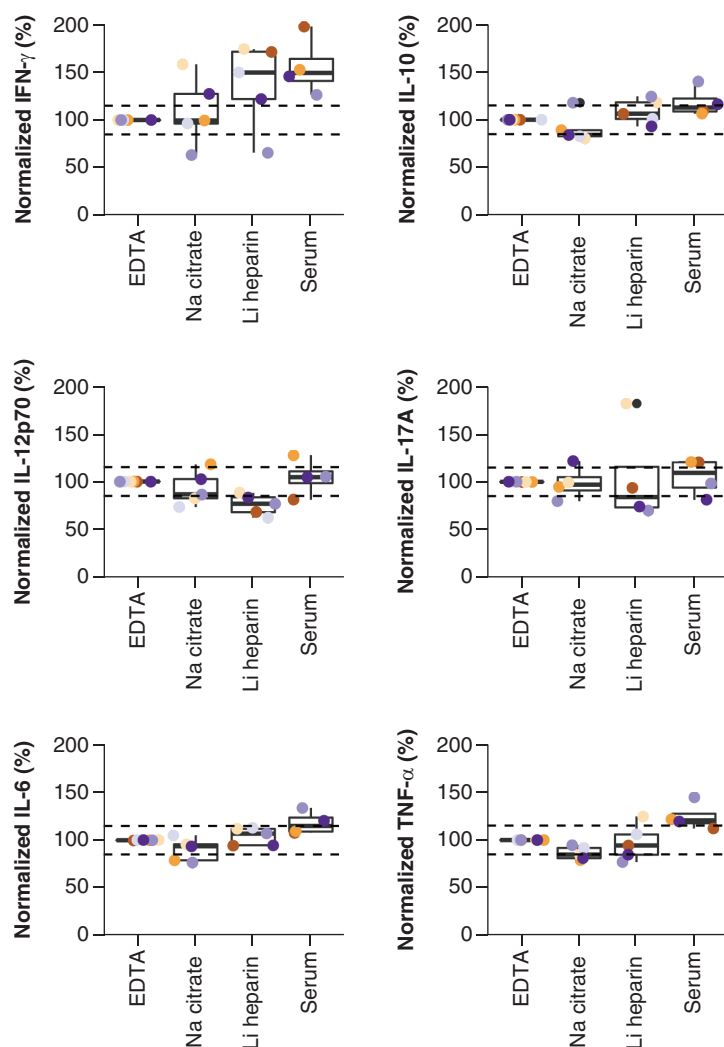 Normalized IFN-γ (%)
200
150
100
50
0
EDTA
Na citrate
Li heparin
Serum
Normalized IL-10 (%)
200
150
100
50
0
EDTA
Na citrate
Li heparin
Serum
Normalized IL-12p70 (%)
200
150
100
50
0
EDTA
Na citrate
Li heparin
Serum
Normalized IL-17A (%)
200
150
100
50
0
EDTA
Na citrate
Li heparin
Serum
Normalized IL-6 (%)
200
150
100
50
0
EDTA
Na citrate
Li heparin
Serum
Normalized TNF-α (%)
200
150
100
50
0
EDTA
Na citrate
Li heparin
Serum